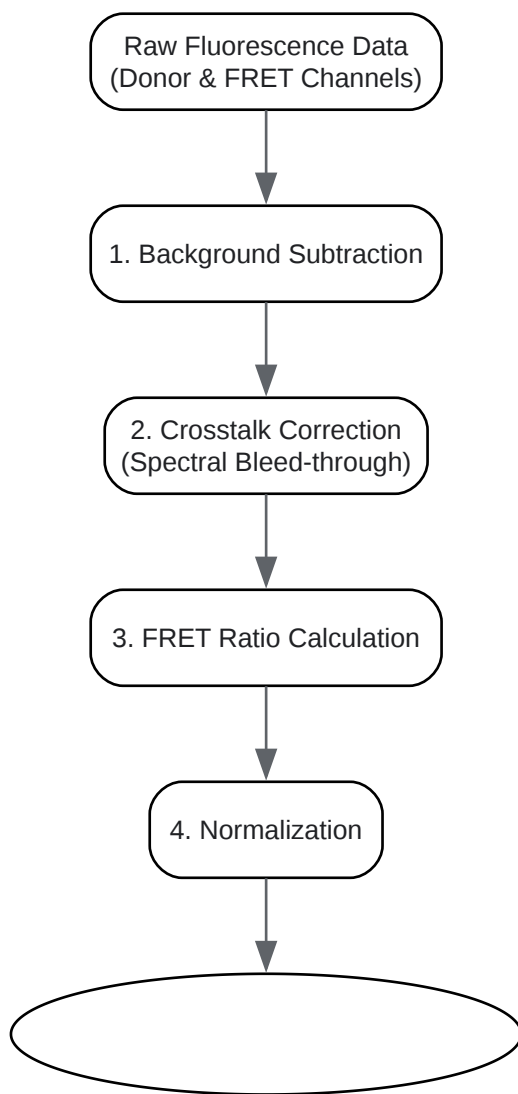 Raw Fluorescence Data
(Donor & FRET Channels)
1. Background Subtraction
2. Crosstalk Correction
(Spectral Bleed-through)
3. FRET Ratio Calculation
4. Normalization